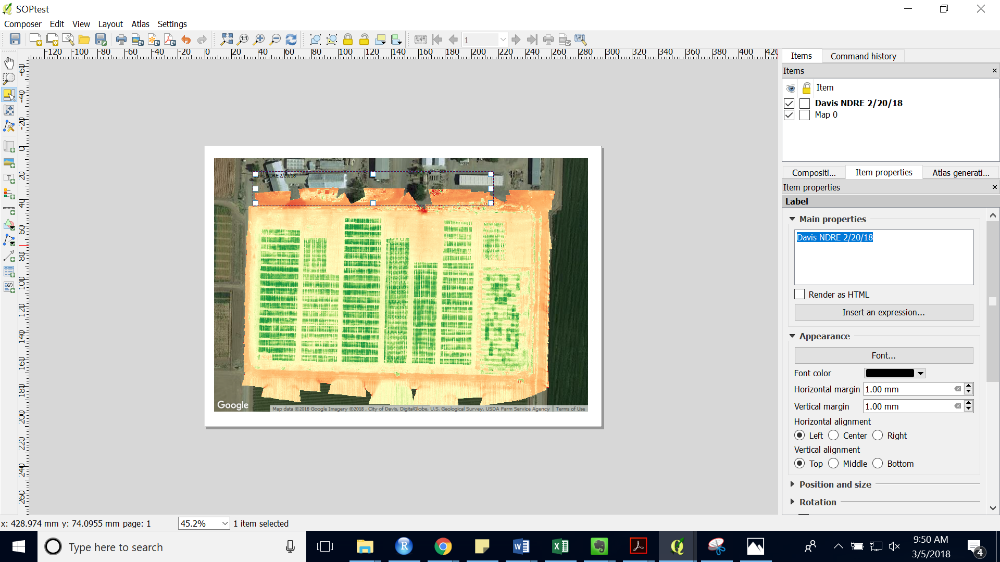 SOPtest
Composer Edit View Layout Atlas Settings
1:1
1
-120 -100 -80 -60 -40 -20 0 20 40 60 80 100 120 140 160 180 200 220 240 260 280 300 320 340 360 380 400 420
-60
-40
-20
0
20
40
60
80
100
120
140
160
180
200
220
240
260
Items Command history
Items
Item
Davis NDRE 2/20/18
Map 0
Compositi... Item properties Atlas generati...
Item properties
Label
Main properties
Davis NDRE 2/20/18
Render as HTML
Insert an expression...
Appearance
Font...
Font color
Horizontal margin 1.00 mm
Vertical margin 1.00 mm
Horizontal alignment
Left Center Right
Vertical alignment
Top Middle Bottom
Position and size
Rotation
NDRE 2/20/18
Google
Map data ©2018 Google Imagery ©2018 , City of Davis, DigitalGlobe, U.S. Geological Survey, USDA Farm Service Agency Terms of Use
x: 428.974 mm y: 74.0955 mm page: 1 45.2% 1 item selected
Type here to search
9:50 AM
3/5/2018
4